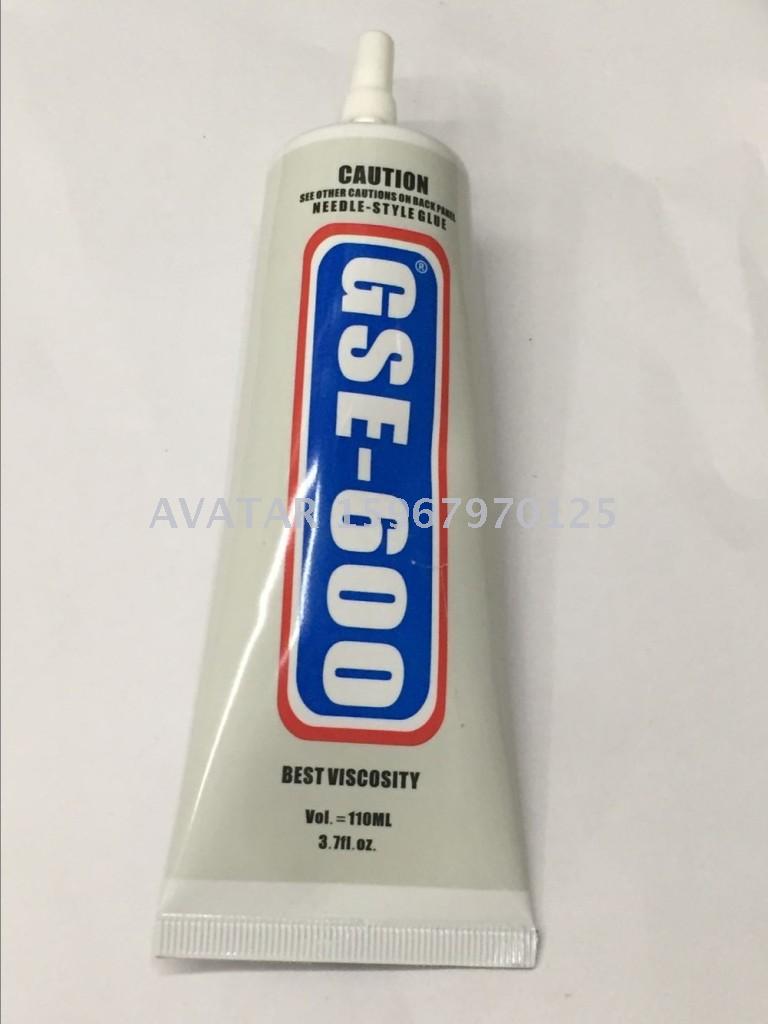 CAUTION
SEE OTHER CAUTIONS ON BACK PANEL
NEEDLE-STYLE GLUE
GSE-600®
AVATAR 15967970125
BEST VISCOSITY
Vol. = 110ML
3.7fl.oz.